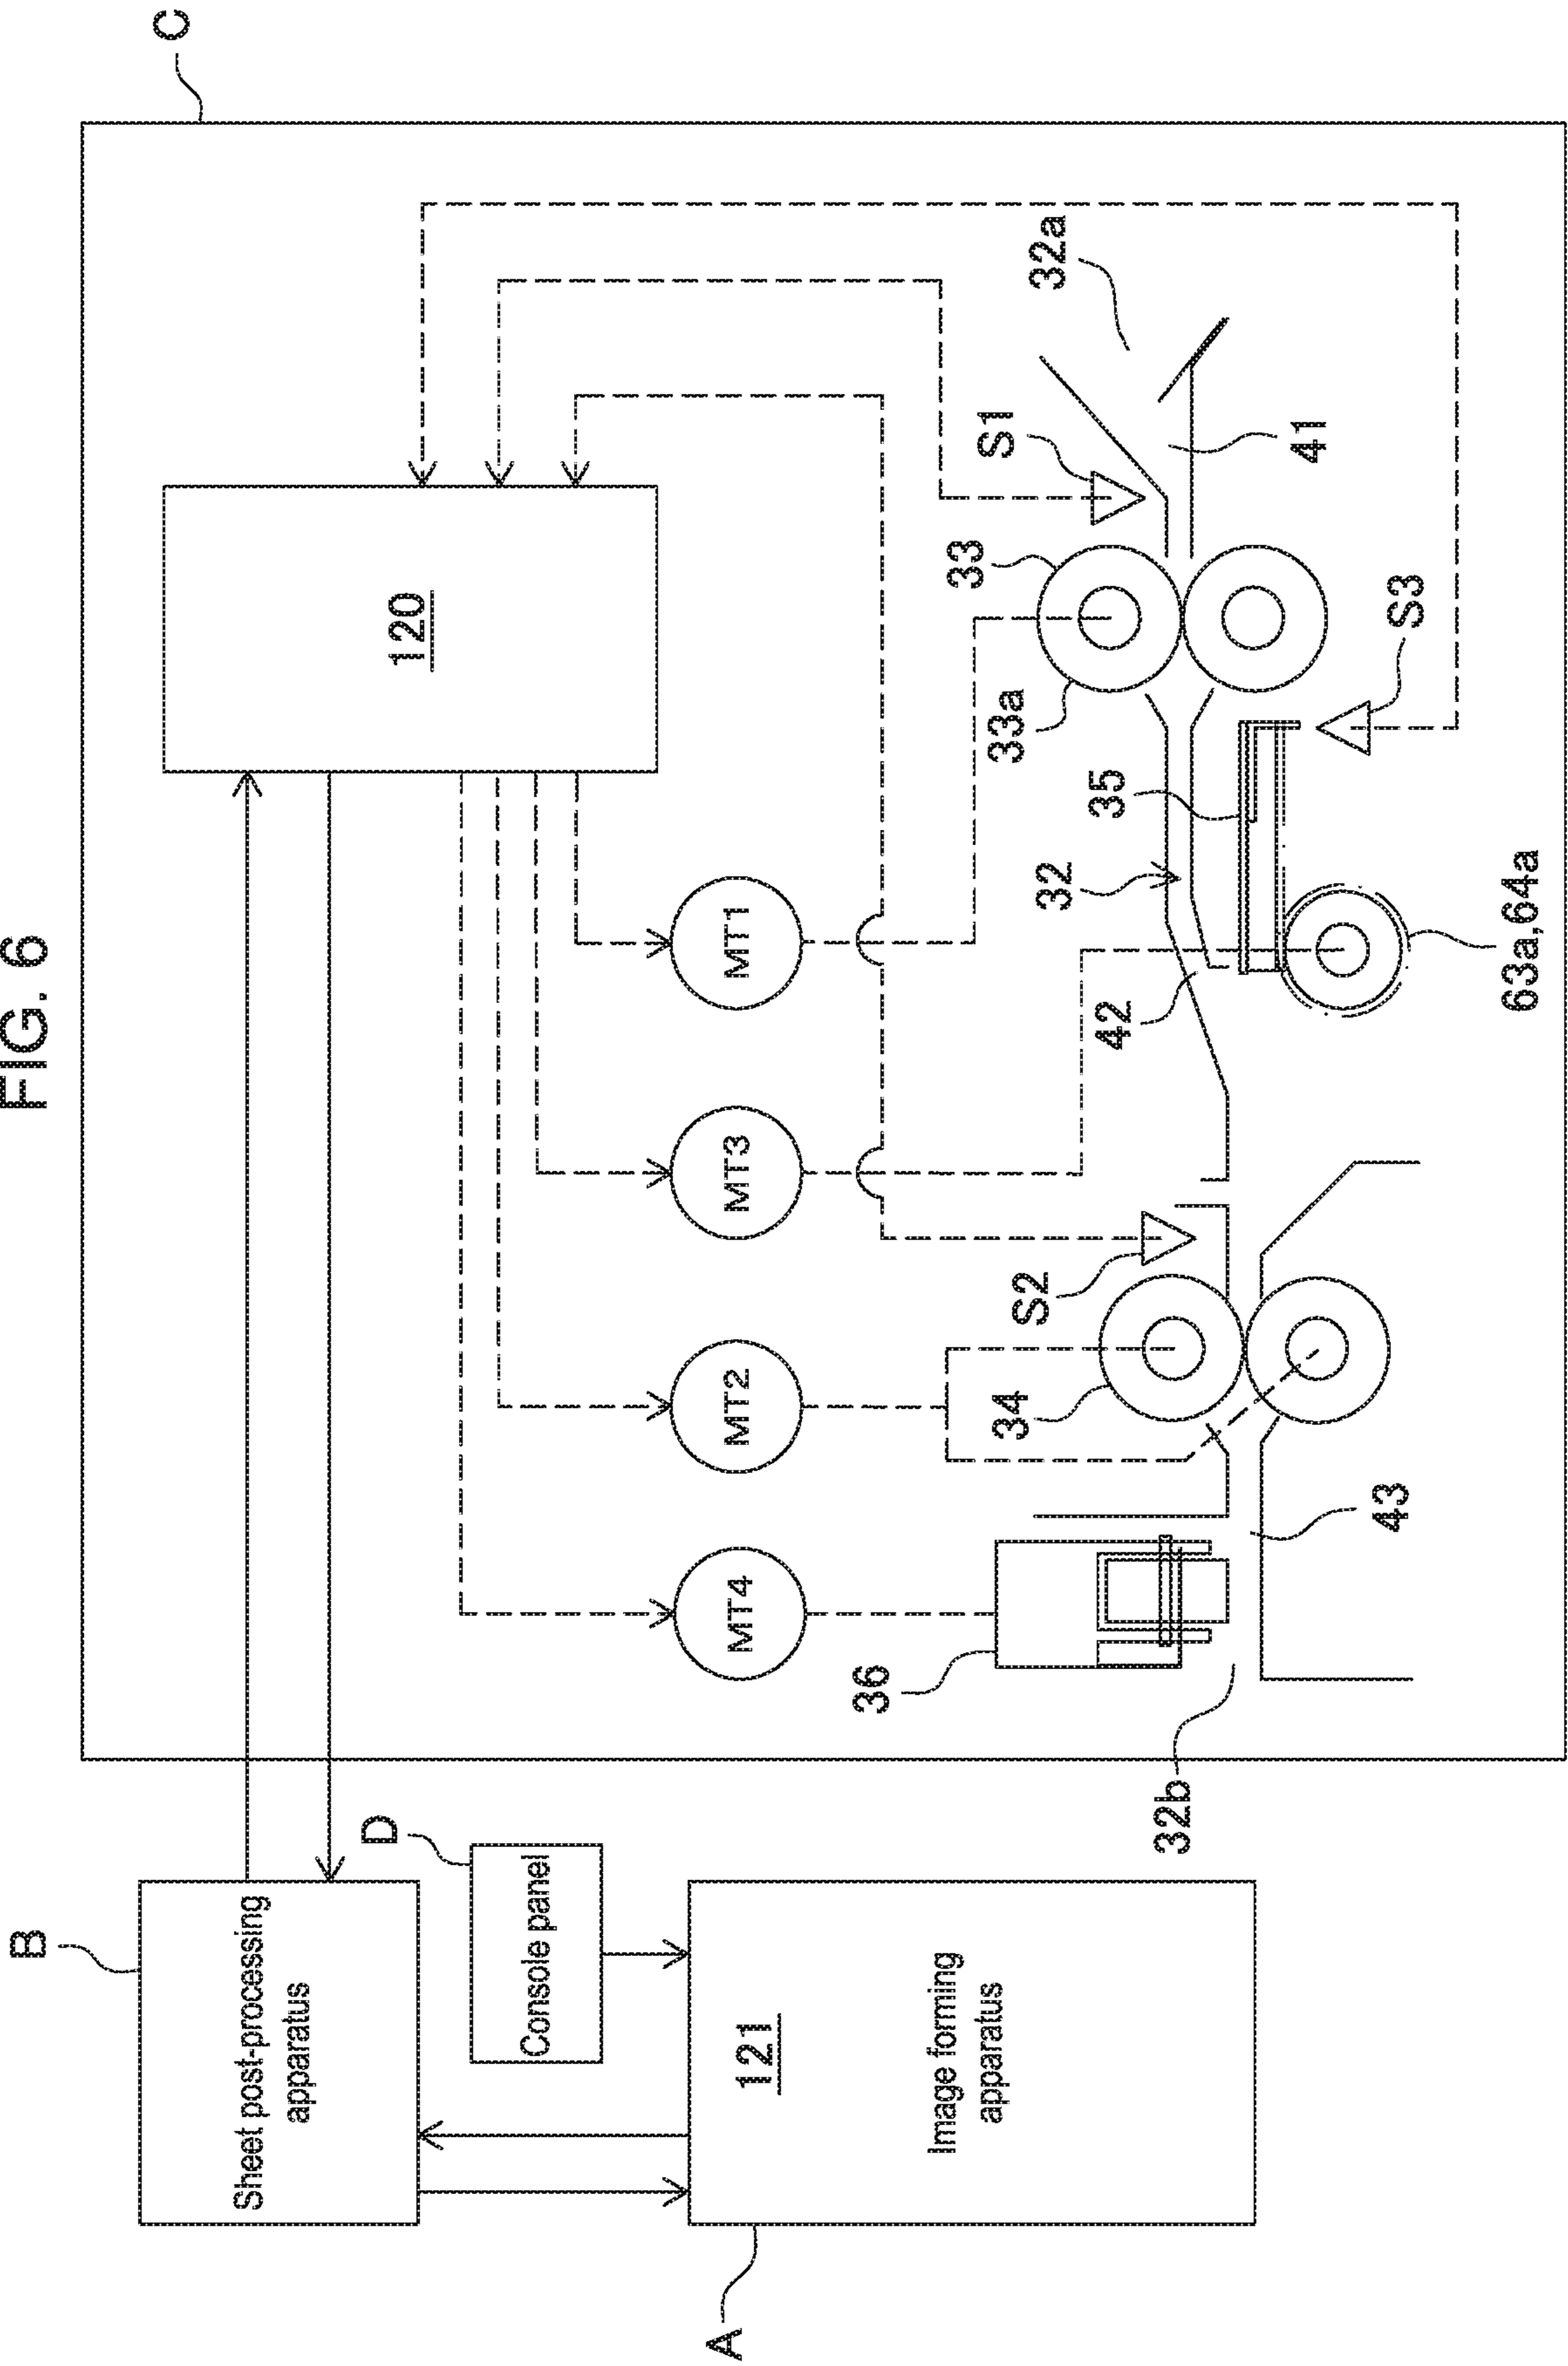 FIG. 6
B
Sheet post-processing
apparatus
D
Console panel
121
Image forming
apparatus
A
C
120
MT4
MT2
MT3
MT1
36
34
S2
42
32
35
33a
33
S1
32a
41
S3
63a,64a
43
32b